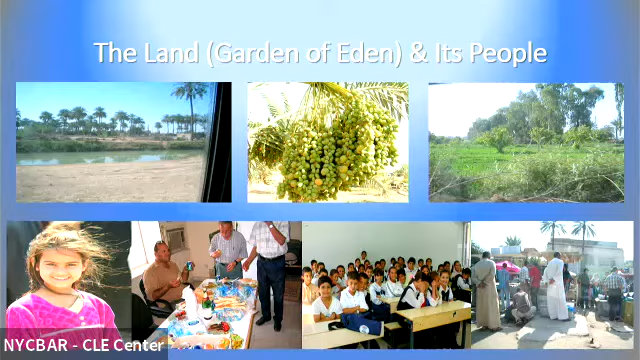 The Land (Garden of Eden) & Its People
NYCBAR - CLE Center